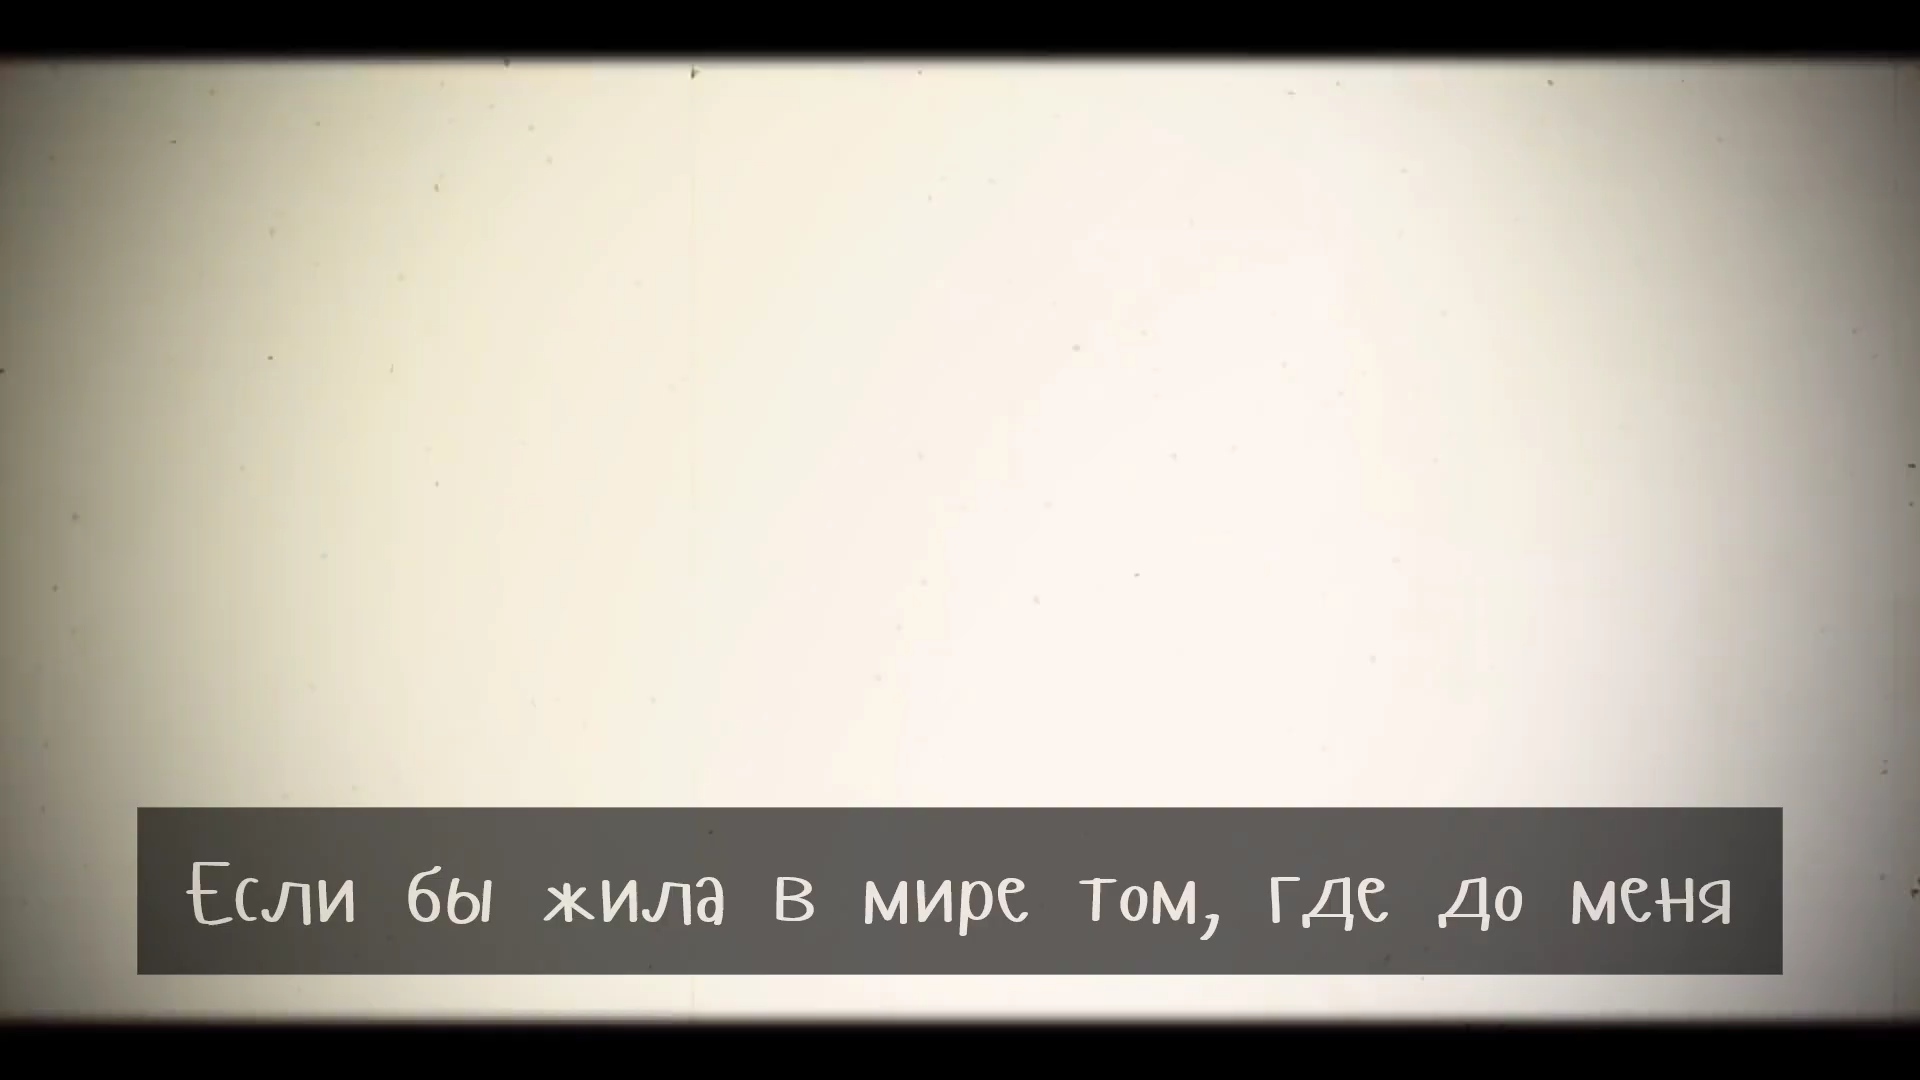 Если бы жила в мире том, где до меня